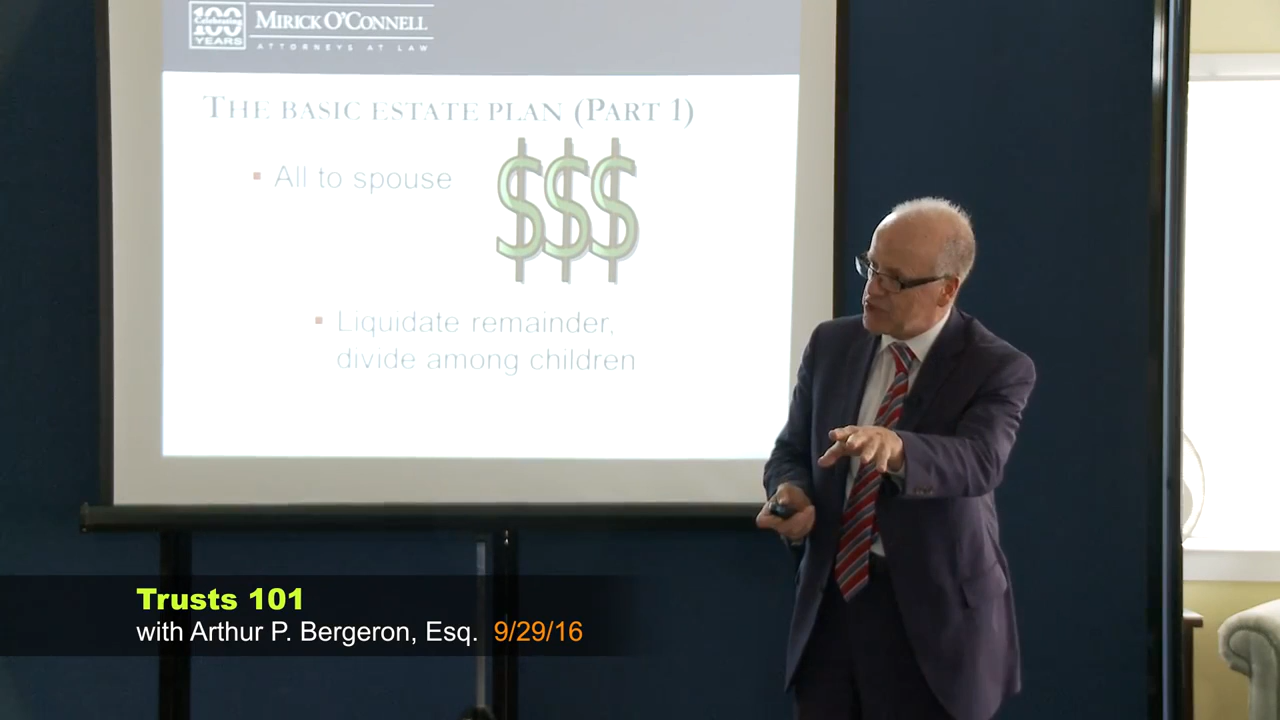 Celebrating
100
YEARS
MIRICK O'CONNELL
ATTORNEYS AT LAW
THE BASIC ESTATE PLAN (PART 1)
▪ All to spouse
$$$
▪ Liquidate remainder,
divide among children
Trusts 101
with Arthur P. Bergeron, Esq. 9/29/16